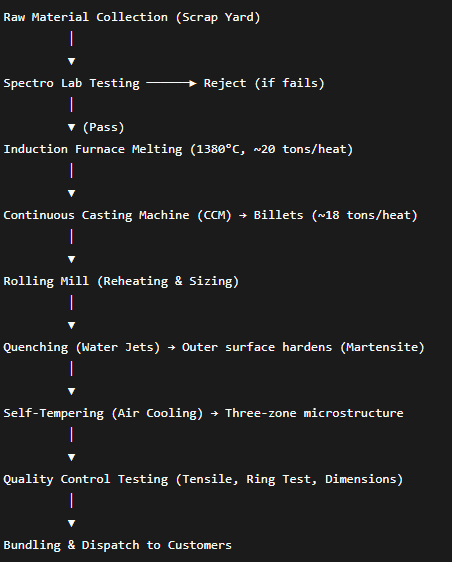 Raw Material Collection (Scrap Yard)
Spectro Lab Testing ──────► Reject (if fails)
▼ (Pass)
Induction Furnace Melting (1380°C, ~20 tons/heat)
Continuous Casting Machine (CCM) → Billets (~18 tons/heat)
Rolling Mill (Reheating & Sizing)
Quenching (Water Jets) → Outer surface hardens (Martensite)
Self-Tempering (Air Cooling) → Three-zone microstructure
Quality Control Testing (Tensile, Ring Test, Dimensions)
Bundling & Dispatch to Customers